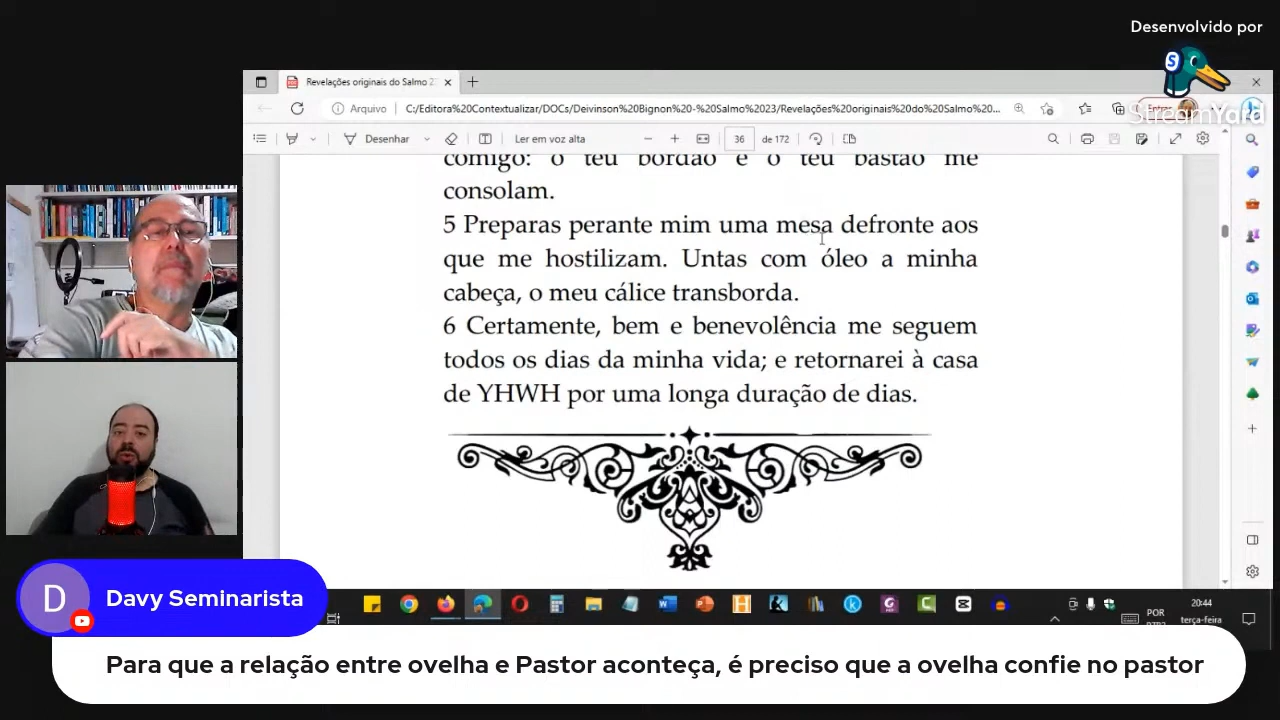 Desenvolvido por
StreamYard
Revelações originais do Salmo 2
Arquivo C:/Editora%20Contextualizar/DOCs/Deivinson%20Bignon%20-%20Salmo%2023/Revelações%20originais%20do%20Salmo%20...
Entrar
Desenhar Ler em voz alta 36 de 172
comigo: o teu bordão e o teu bastão me
consolam.
5 Preparas perante mim uma mesa defronte aos
que me hostilizam. Untas com óleo a minha
cabeça, o meu cálice transborda.
6 Certamente, bem e benevolência me seguem
todos os dias da minha vida; e retornarei à casa
de YHWH por uma longa duração de dias.
D Davy Seminarista
POR
20:44
terça-feira
Para que a relação entre ovelha e Pastor aconteça, é preciso que a ovelha confie no pastor